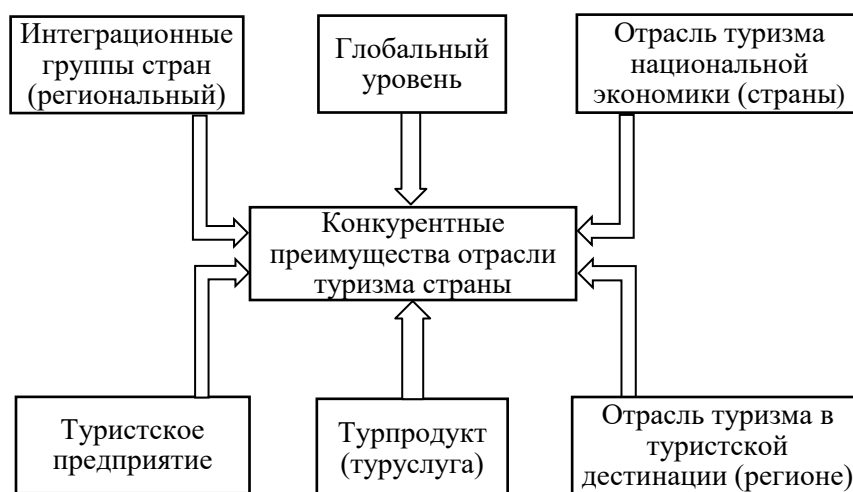 Интеграционные
группы стран
(региональный)
Глобальный
уровень
Отрасль туризма
национальной
экономики (страны)
Конкурентные
преимущества отрасли
туризма страны
Туристское
предприятие
Турпродукт
(туруслуга)
Отрасль туризма в
туристской
дестинации (регионе)